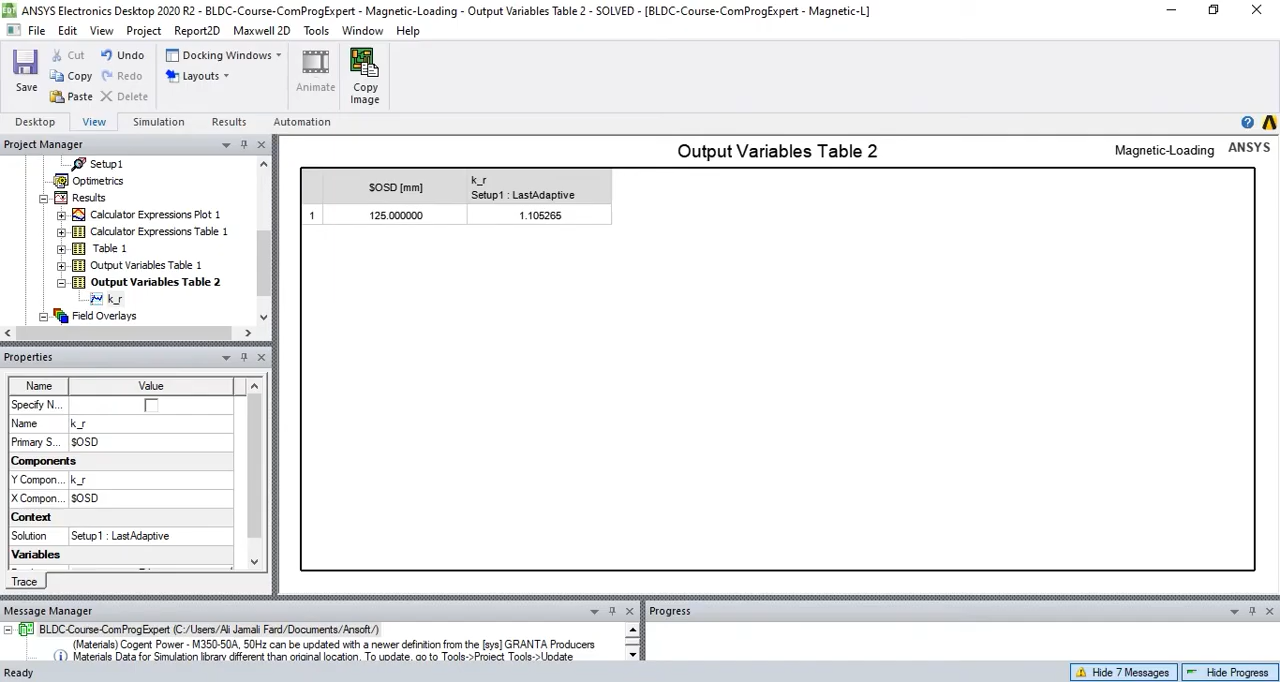 ANSYS Electronics Desktop 2020 R2 - BLDC-Course-ComProgExpert - Magnetic-Loading - Output Variables Table 2 - SOLVED - [BLDC-Course-ComProgExpert - Magnetic-L]
File Edit View Project Report2D Maxwell 2D Tools Window Help
Save
Cut
Copy
Paste
Undo
Redo
Delete
Docking Windows
Layouts
Animate
Copy
Image
Desktop View Simulation Results Automation
Project Manager
Setup1
Optimetrics
Results
Calculator Expressions Plot 1
Calculator Expressions Table 1
Table 1
Output Variables Table 1
Output Variables Table 2
k_r
Field Overlays
Properties
Name Value
Specify N...
Name k_r
Primary S... $OSD
Components
Y Compon... k_r
X Compon... $OSD
Context
Solution Setup1 : LastAdaptive
Variables
Trace
Output Variables Table 2
Magnetic-Loading
ANSYS
$OSD [mm]
k_r
Setup1 : LastAdaptive
1 125.000000 1.105265
Message Manager
BLDC-Course-ComProgExpert (C:/Users/Ali Jamali Fard/Documents/Ansoft/)
(Materials) Cogent Power - M350-50A, 50Hz can be updated with a newer definition from the [sys] GRANTA Producers
Materials Data for Simulation library different than original location. To update, go to Tools->Project Tools->Update
Progress
Ready
Hide 7 Messages
Hide Progress